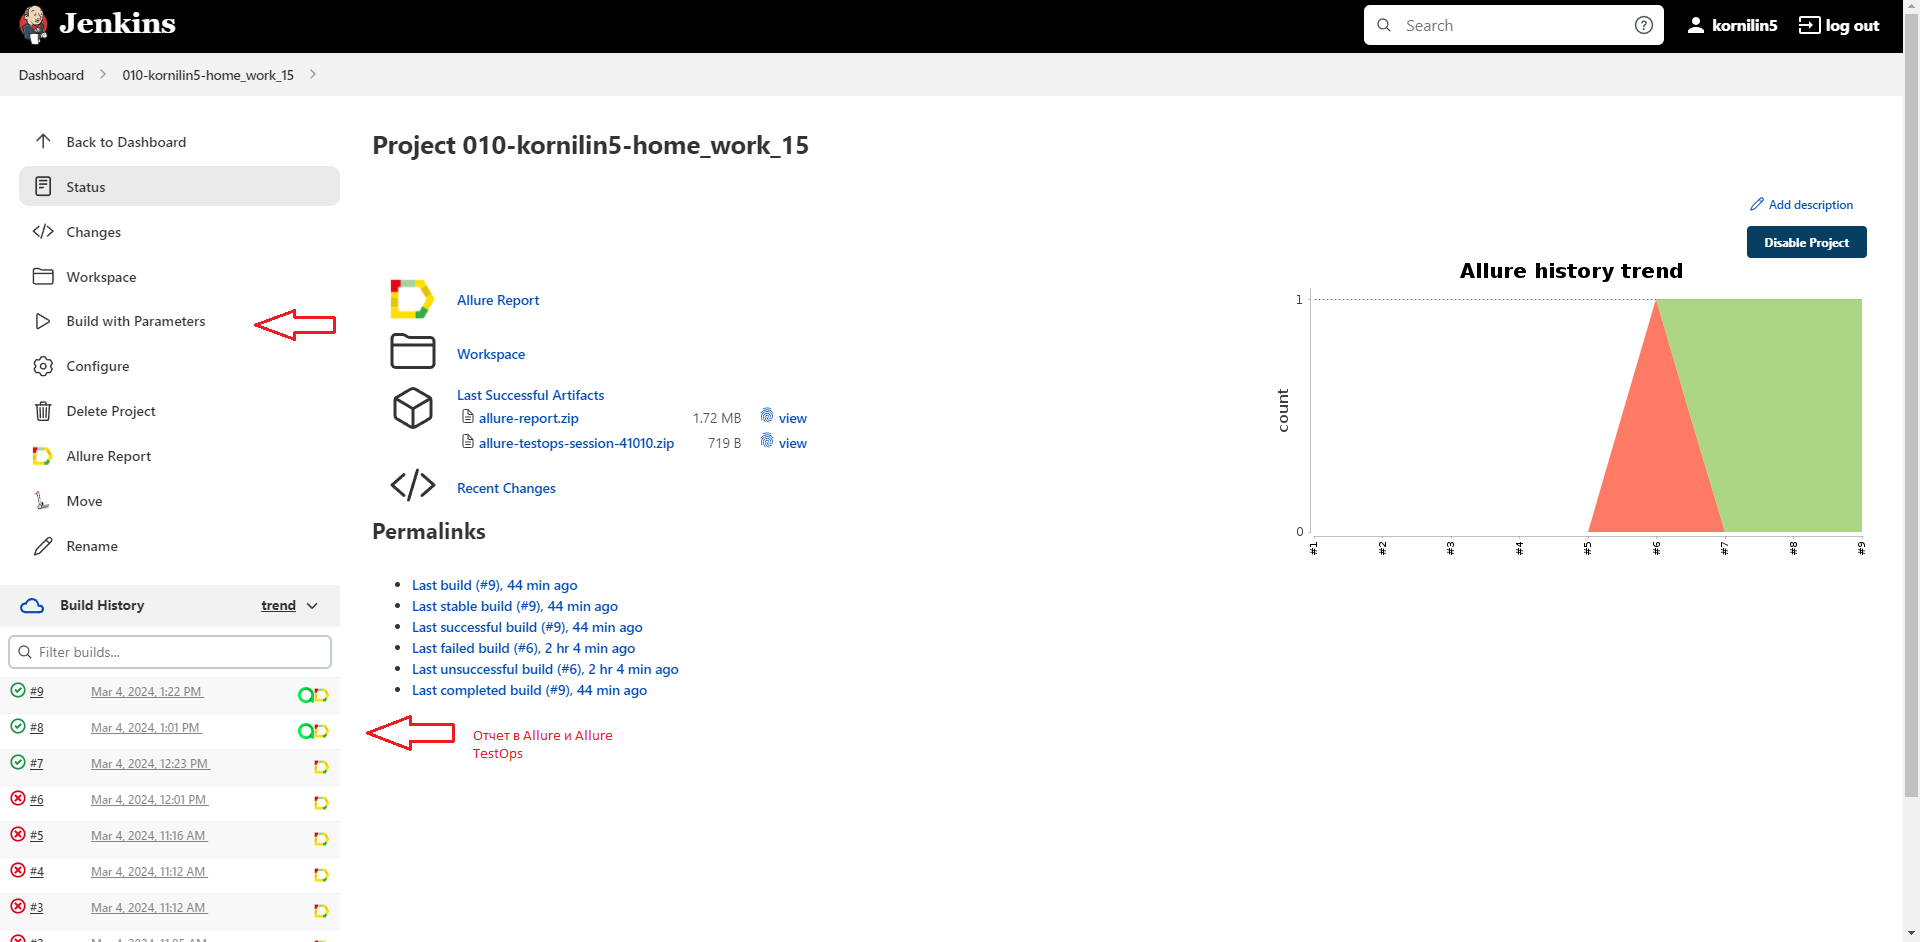 Jenkins
Search
kornilin5
log out
Dashboard
010-kornilin5-home_work_15
Back to Dashboard
Status
Changes
Workspace
Build with Parameters
Configure
Delete Project
Allure Report
Move
Rename
Build History
trend
Filter builds...
#9 Mar 4, 2024, 1:22 PM
#8 Mar 4, 2024, 1:01 PM
#7 Mar 4, 2024, 12:23 PM
#6 Mar 4, 2024, 12:01 PM
#5 Mar 4, 2024, 11:16 AM
#4 Mar 4, 2024, 11:12 AM
#3 Mar 4, 2024, 11:12 AM
Project 010-kornilin5-home_work_15
Add description
Disable Project
Allure Report
Workspace
Last Successful Artifacts
allure-report.zip 1.72 MB view
allure-testops-session-41010.zip 719 B view
Recent Changes
Permalinks
Last build (#9), 44 min ago
Last stable build (#9), 44 min ago
Last successful build (#9), 44 min ago
Last failed build (#6), 2 hr 4 min ago
Last unsuccessful build (#6), 2 hr 4 min ago
Last completed build (#9), 44 min ago
Отчет в Allure и Allure
TestOps
Allure history trend
count
1
0
#1 #2 #3 #4 #5 #6 #7 #8 #9